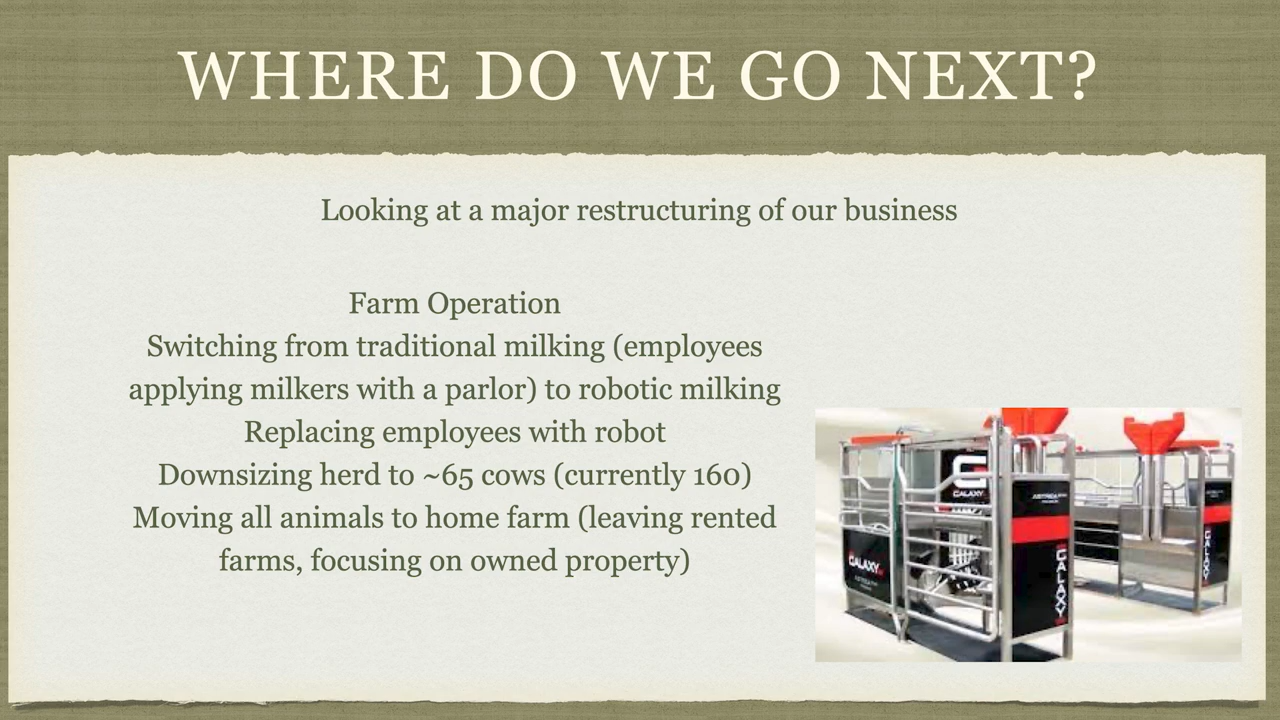 WHERE DO WE GO NEXT?
Looking at a major restructuring of our business
Farm Operation
Switching from traditional milking (employees
applying milkers with a parlor) to robotic milking
Replacing employees with robot
Downsizing herd to ~65 cows (currently 160)
Moving all animals to home farm (leaving rented
farms, focusing on owned property)
GALAXY
GALAXY
GALAXY
GALAXY